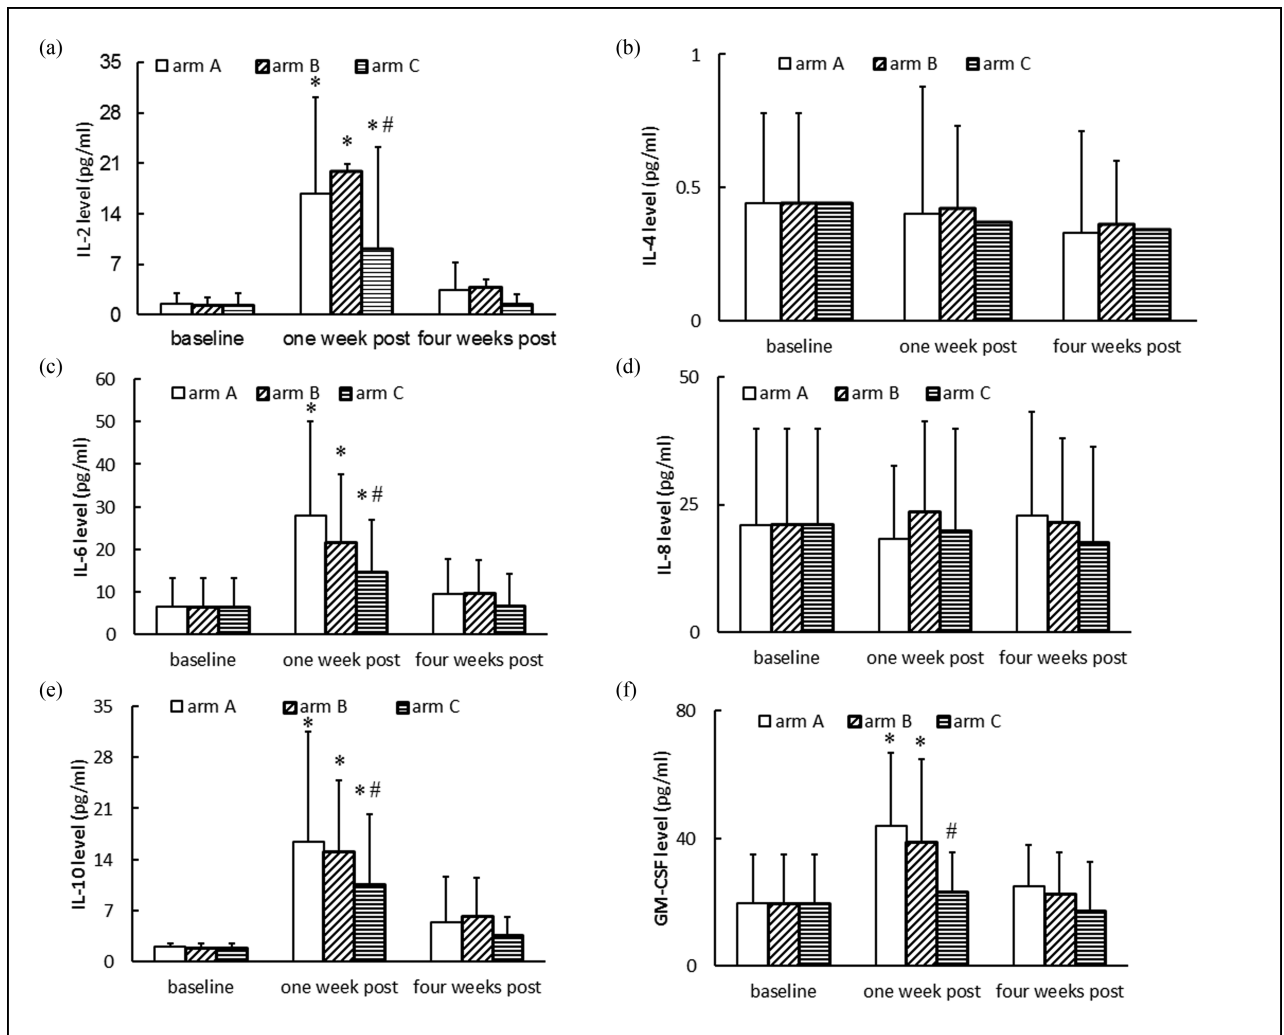 (a)
arm A arm B arm C
IL-2 level (pg/ml)
35
28
21
14
7
0
*
*
* #
baseline one week post four weeks post
(b)
arm A arm B arm C
IL-4 level (pg/ml)
1
0.5
0
baseline one week post four weeks post
(c)
arm A arm B arm C
IL-6 level (pg/ml)
60
50
40
30
20
10
0
*
*
* #
baseline one week post four weeks post
(d)
arm A arm B arm C
IL-8 level (pg/ml)
50
25
0
baseline one week post four weeks post
(e)
arm A arm B arm C
IL-10 level (pg/ml)
35
28
21
14
7
0
*
*
* #
baseline one week post four weeks post
(f)
arm A arm B arm C
GM-CSF level (pg/ml)
80
40
0
* *
#
baseline one week post four weeks post